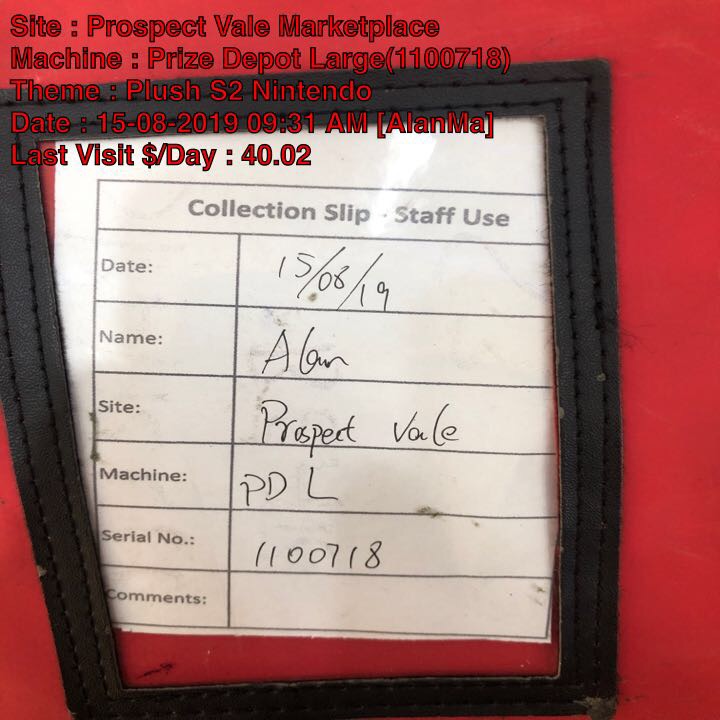 Site : Prospect Vale Marketplace
Machine : Prize Depot Large(1100718)
Theme : Plush S2 Nintendo
Date : 15-08-2019 09:31 AM [AlanMa]
Last Visit $/Day : 40.02
Collection Slip - Staff Use
Date: 15/08/19
Name: Alan
Site: Prospect Vale
Machine: PD L
Serial No.: 1100718
Comments: